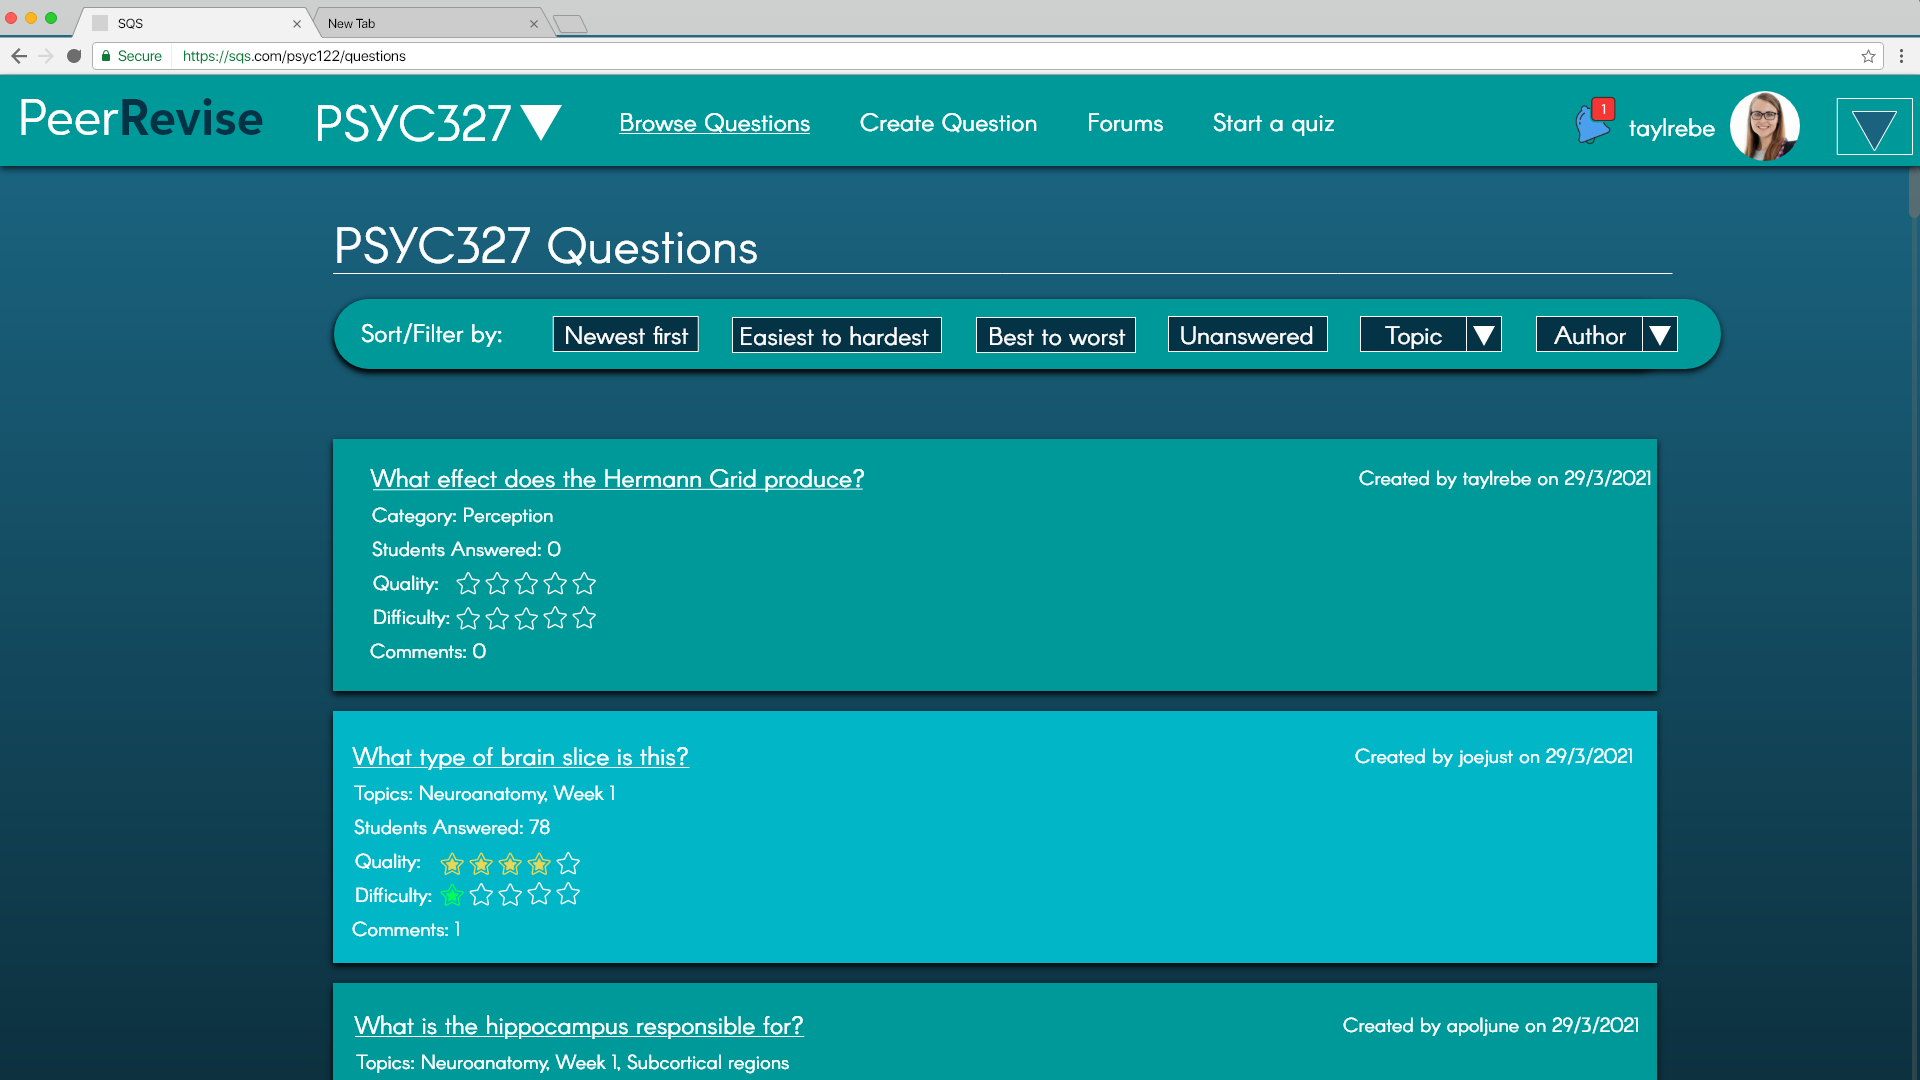 SQS
New Tab
Secure
https://sqs.com/psyc122/questions
PeerRevise
PSYC327
Browse Questions
Create Question
Forums
Start a quiz
1
taylrebe
PSYC327 Questions
Sort/Filter by:
Newest first
Easiest to hardest
Best to worst
Unanswered
Topic
Author
What effect does the Hermann Grid produce?
Created by taylrebe on 29/3/2021
Category: Perception
Students Answered: 0
Quality:
Difficulty:
Comments: 0
What type of brain slice is this?
Created by joejust on 29/3/2021
Topics: Neuroanatomy, Week 1
Students Answered: 78
Quality:
Difficulty:
Comments: 1
What is the hippocampus responsible for?
Created by apoljune on 29/3/2021
Topics: Neuroanatomy, Week 1, Subcortical regions